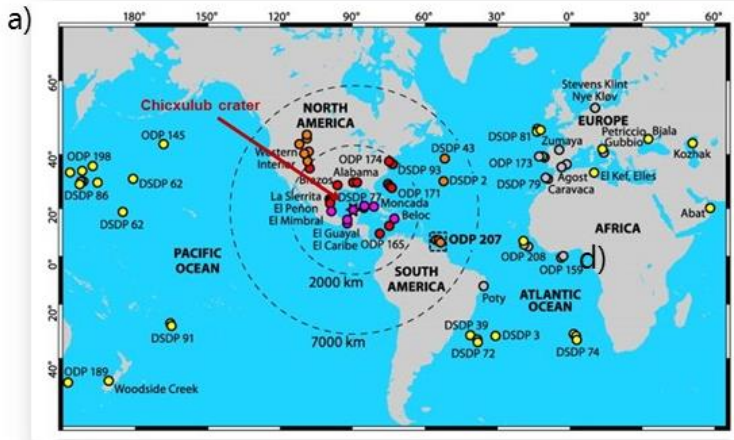 a)
180° 150° 120° 90° 60° 30° 0° 30° 60°
60°
40°
20°
0°
20°
40°
Chicxulub crater
NORTH
AMERICA
Stevens Klint
Nye Kløv
EUROPE
ODP 145
ODP 198
DSDP 86
DSDP 62
DSDP 62
Western
Interior
Brazos
Alabama
ODP 174
DSDP 93
DSDP 43
DSDP 2
ODP 171
La Sierrita
El Peñon
El Mimbral
DSDP 77
Moncada
Beloc
El Guayal
El Caribe
ODP 165
ODP 207
DSDP 81
Zumaya
Petriccio
Gubbio
Bjala
Kozhak
ODP 173
DSDP 79
Agost
Caravaca
El Kef, Elles
Abat
AFRICA
ODP 208
ODP 159
d)
PACIFIC
OCEAN
2000 km
7000 km
SOUTH
AMERICA
Poty
ATLANTIC
OCEAN
DSDP 91
DSDP 39
DSDP 72
DSDP 3
DSDP 74
ODP 189
Woodside Creek